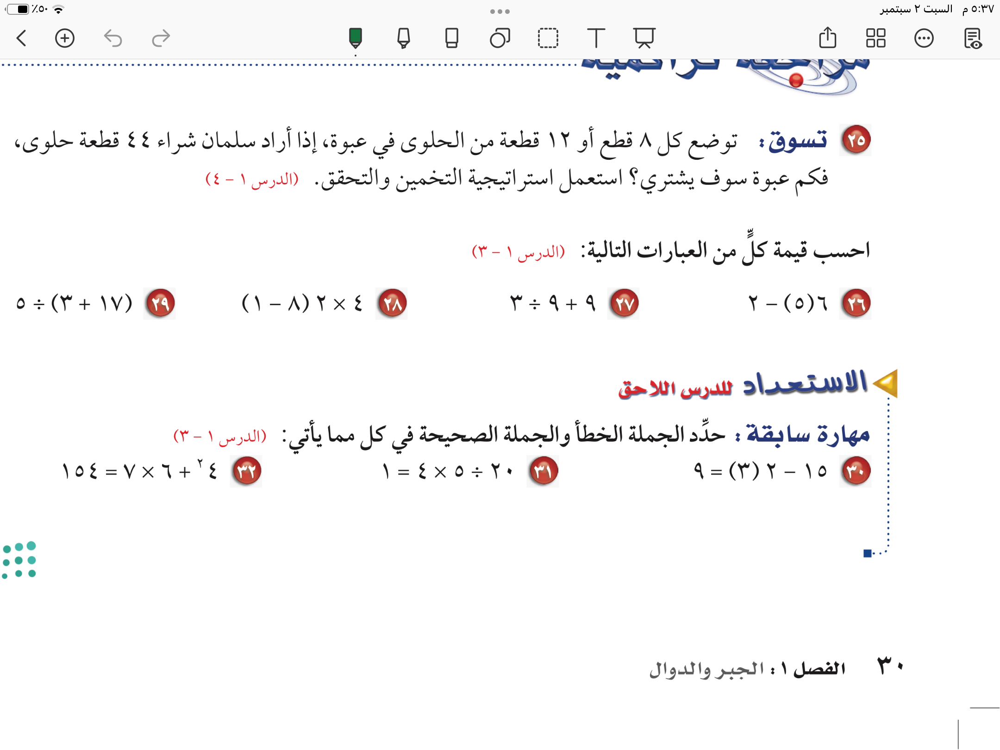 ٥:٣٧ م السبت ٢ سبتمبر
٥٠٪
مراجعة تراكمية
٢٥ تسوق: توضع كل ٨ قطع أو ١٢ قطعة من الحلوى في عبوة، إذا أراد سلمان شراء ٤٤ قطعة حلوى،
فكم عبوة سوف يشتري؟ استعمل استراتيجية التخمين والتحقق. (الدرس ١ – ٤)
احسب قيمة كلٍّ من العبارات التالية: (الدرس ١ – ٣)
٢٦ ٦(٥) – ٢ ٢٧ ٩ + ٩ ÷ ٣ ٢٨ ٤ × ٢ (٨ – ١) ٢٩ (١٧ + ٣) ÷ ٥
الاستعداد للدرس اللاحق
مهارة سابقة: حدِّد الجملة الخطأ والجملة الصحيحة في كل مما يأتي: (الدرس ١ – ٣)
٣٠ ١٥ – ٢ (٣) = ٩ ٣١ ٢٠ ÷ ٥ × ٤ = ١ ٣٢ ٤٢ + ٦ × ٧ = ١٥٤
٣٠ الفصل ١: الجبر والدوال